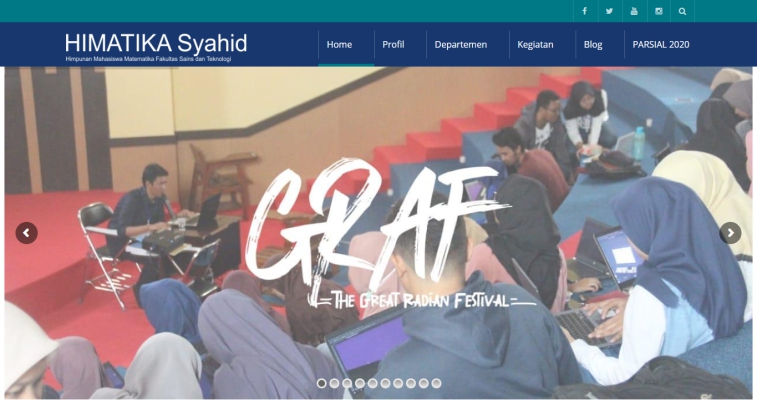 HIMATIKA Syahid
Himpunan Mahasiswa Matematika Fakultas Sains dan Teknologi
Home
Profil
Departemen
Kegiatan
Blog
PARSIAL 2020
GRAF
THE GREAT RADIAN FESTIVAL